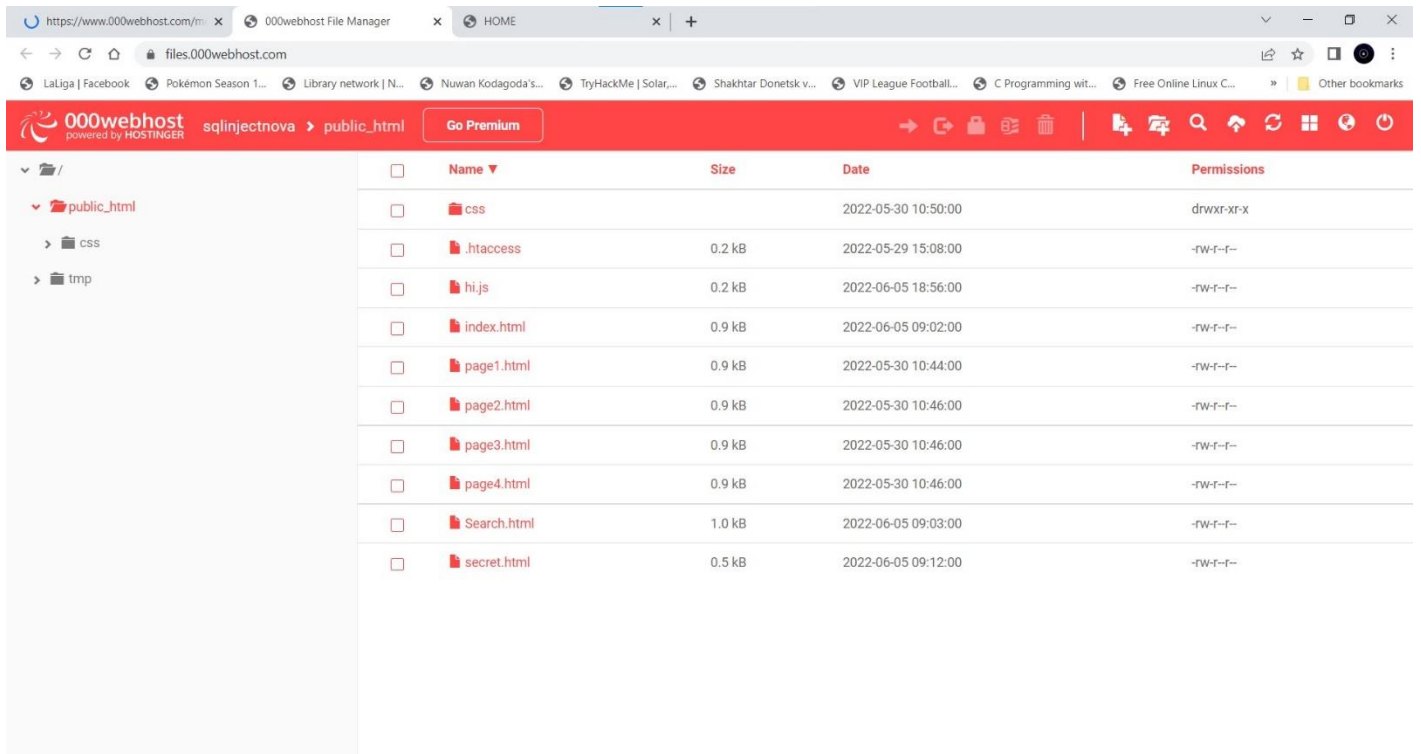 https://www.000webhost.com/m
000webhost File Manager
HOME
files.000webhost.com
LaLiga | Facebook
Pokémon Season 1...
Library network | N...
Nuwan Kodagoda's...
TryHackMe | Solar,...
Shakhtar Donetsk v...
VIP League Football...
C Programming wit...
Free Online Linux C...
»
Other bookmarks
000webhost
powered by HOSTINGER
sqlinjectnova > public_html
Go Premium
/
public_html
css
tmp
Name ▼ Size Date Permissions
css 2022-05-30 10:50:00 drwxr-xr-x
.htaccess 0.2 kB 2022-05-29 15:08:00 -rw-r--r--
hi.js 0.2 kB 2022-06-05 18:56:00 -rw-r--r--
index.html 0.9 kB 2022-06-05 09:02:00 -rw-r--r--
page1.html 0.9 kB 2022-05-30 10:44:00 -rw-r--r--
page2.html 0.9 kB 2022-05-30 10:46:00 -rw-r--r--
page3.html 0.9 kB 2022-05-30 10:46:00 -rw-r--r--
page4.html 0.9 kB 2022-05-30 10:46:00 -rw-r--r--
Search.html 1.0 kB 2022-06-05 09:03:00 -rw-r--r--
secret.html 0.5 kB 2022-06-05 09:12:00 -rw-r--r--